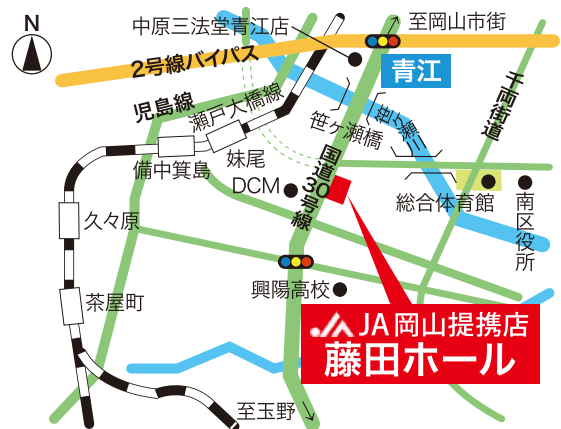 N
中原三法堂青江店
至岡山市街
2号線バイパス
青江
児島線
瀬戸大橋線
笹ヶ瀬橋
笹ヶ瀬川
千両街道
備中箕島
妹尾
国道30号線
DCM
総合体育館
南区役所
久々原
茶屋町
興陽高校
JA岡山提携店
藤田ホール
至玉野